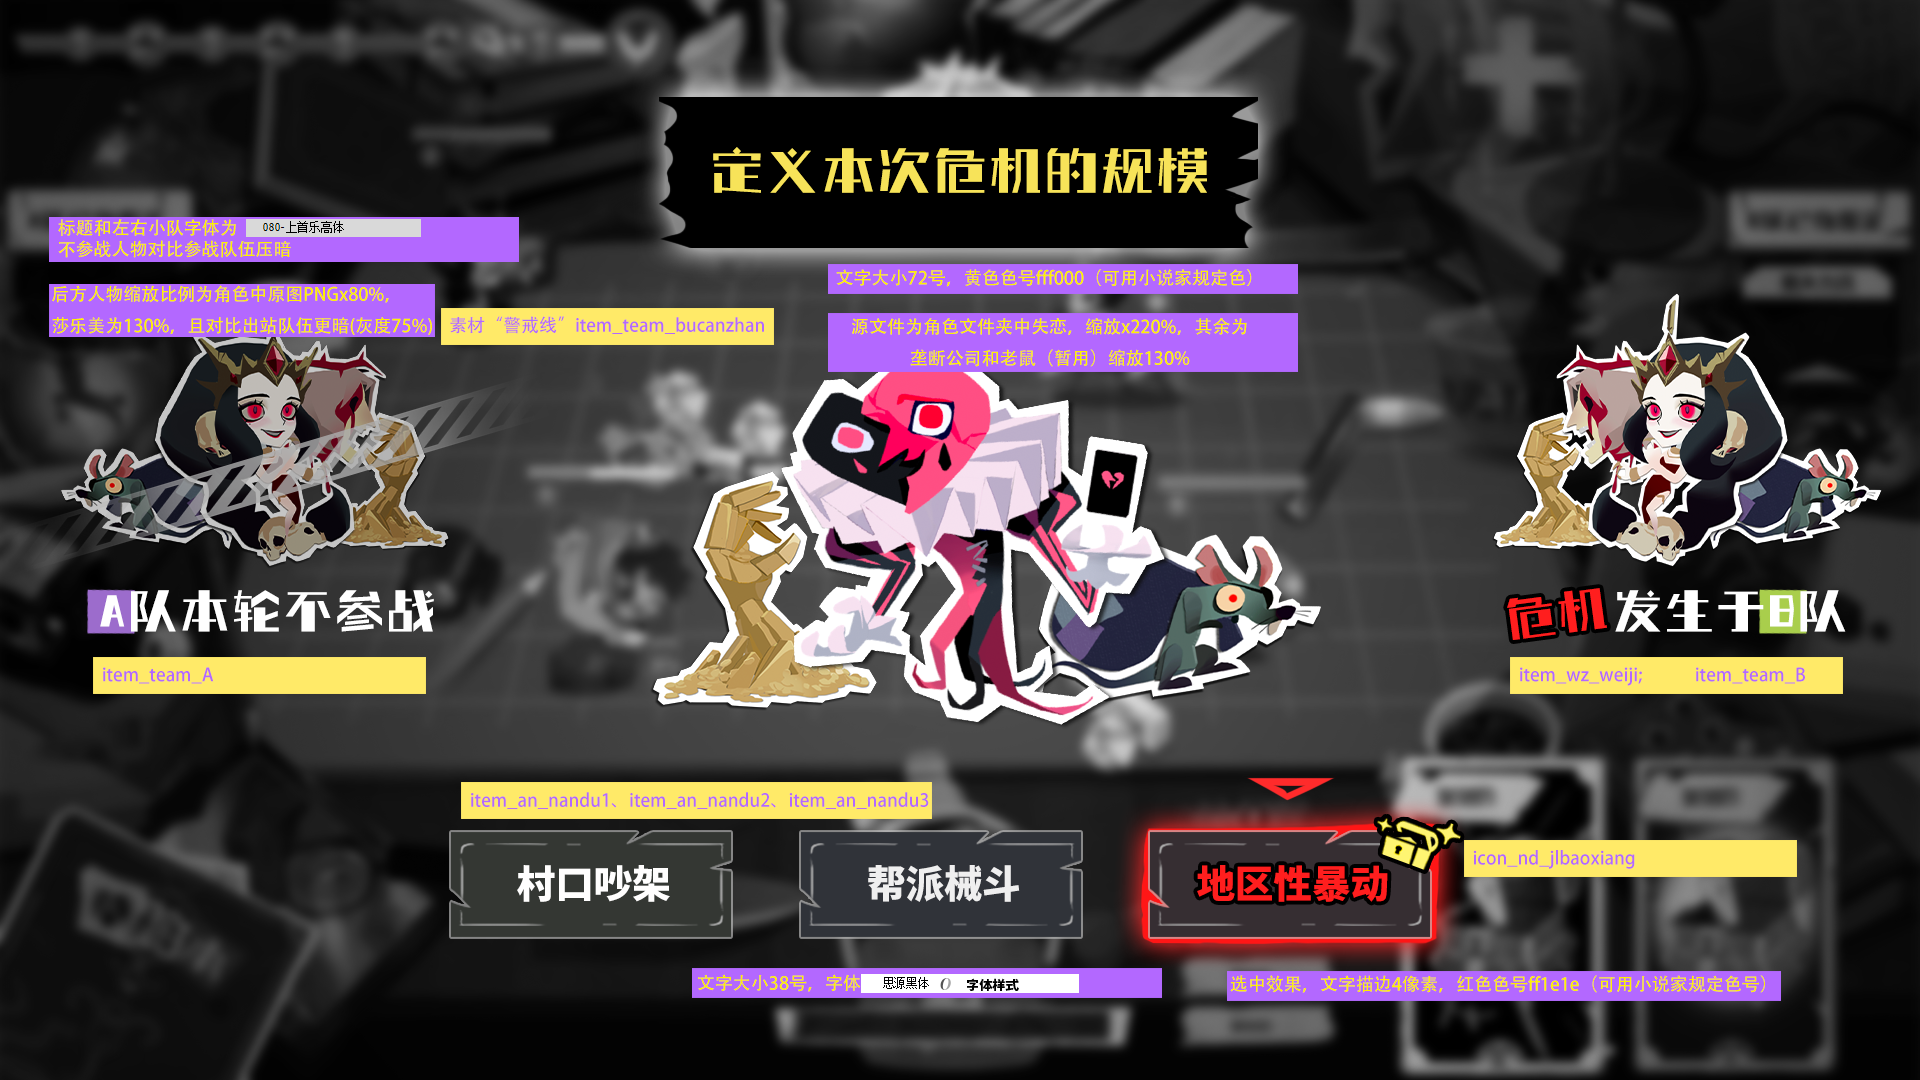 定义本次危机的规模
标题和左右小队字体为 080-上首乐高体
不参战人物对比参战队伍压暗
后方人物缩放比例为角色中原图PNGx80%,
莎乐美为130%，且对比出站队伍更暗(灰度75%)
素材“警戒线”item_team_bucanzhan
文字大小72号，黄色色号fff000（可用小说家规定色）
源文件为角色文件夹中失恋，缩放x220%，其余为
垄断公司和老鼠（暂用）缩放130%
A队本轮不参战
item_team_A
危机发生于B队
item_wz_weiji; item_team_B
item_an_nandu1、item_an_nandu2、item_an_nandu3
村口吵架
帮派械斗
地区性暴动
icon_nd_jlbaoxiang
文字大小38号，字体 思源黑体 字体样式
选中效果，文字描边4像素，红色色号ff1e1e（可用小说家规定色号）